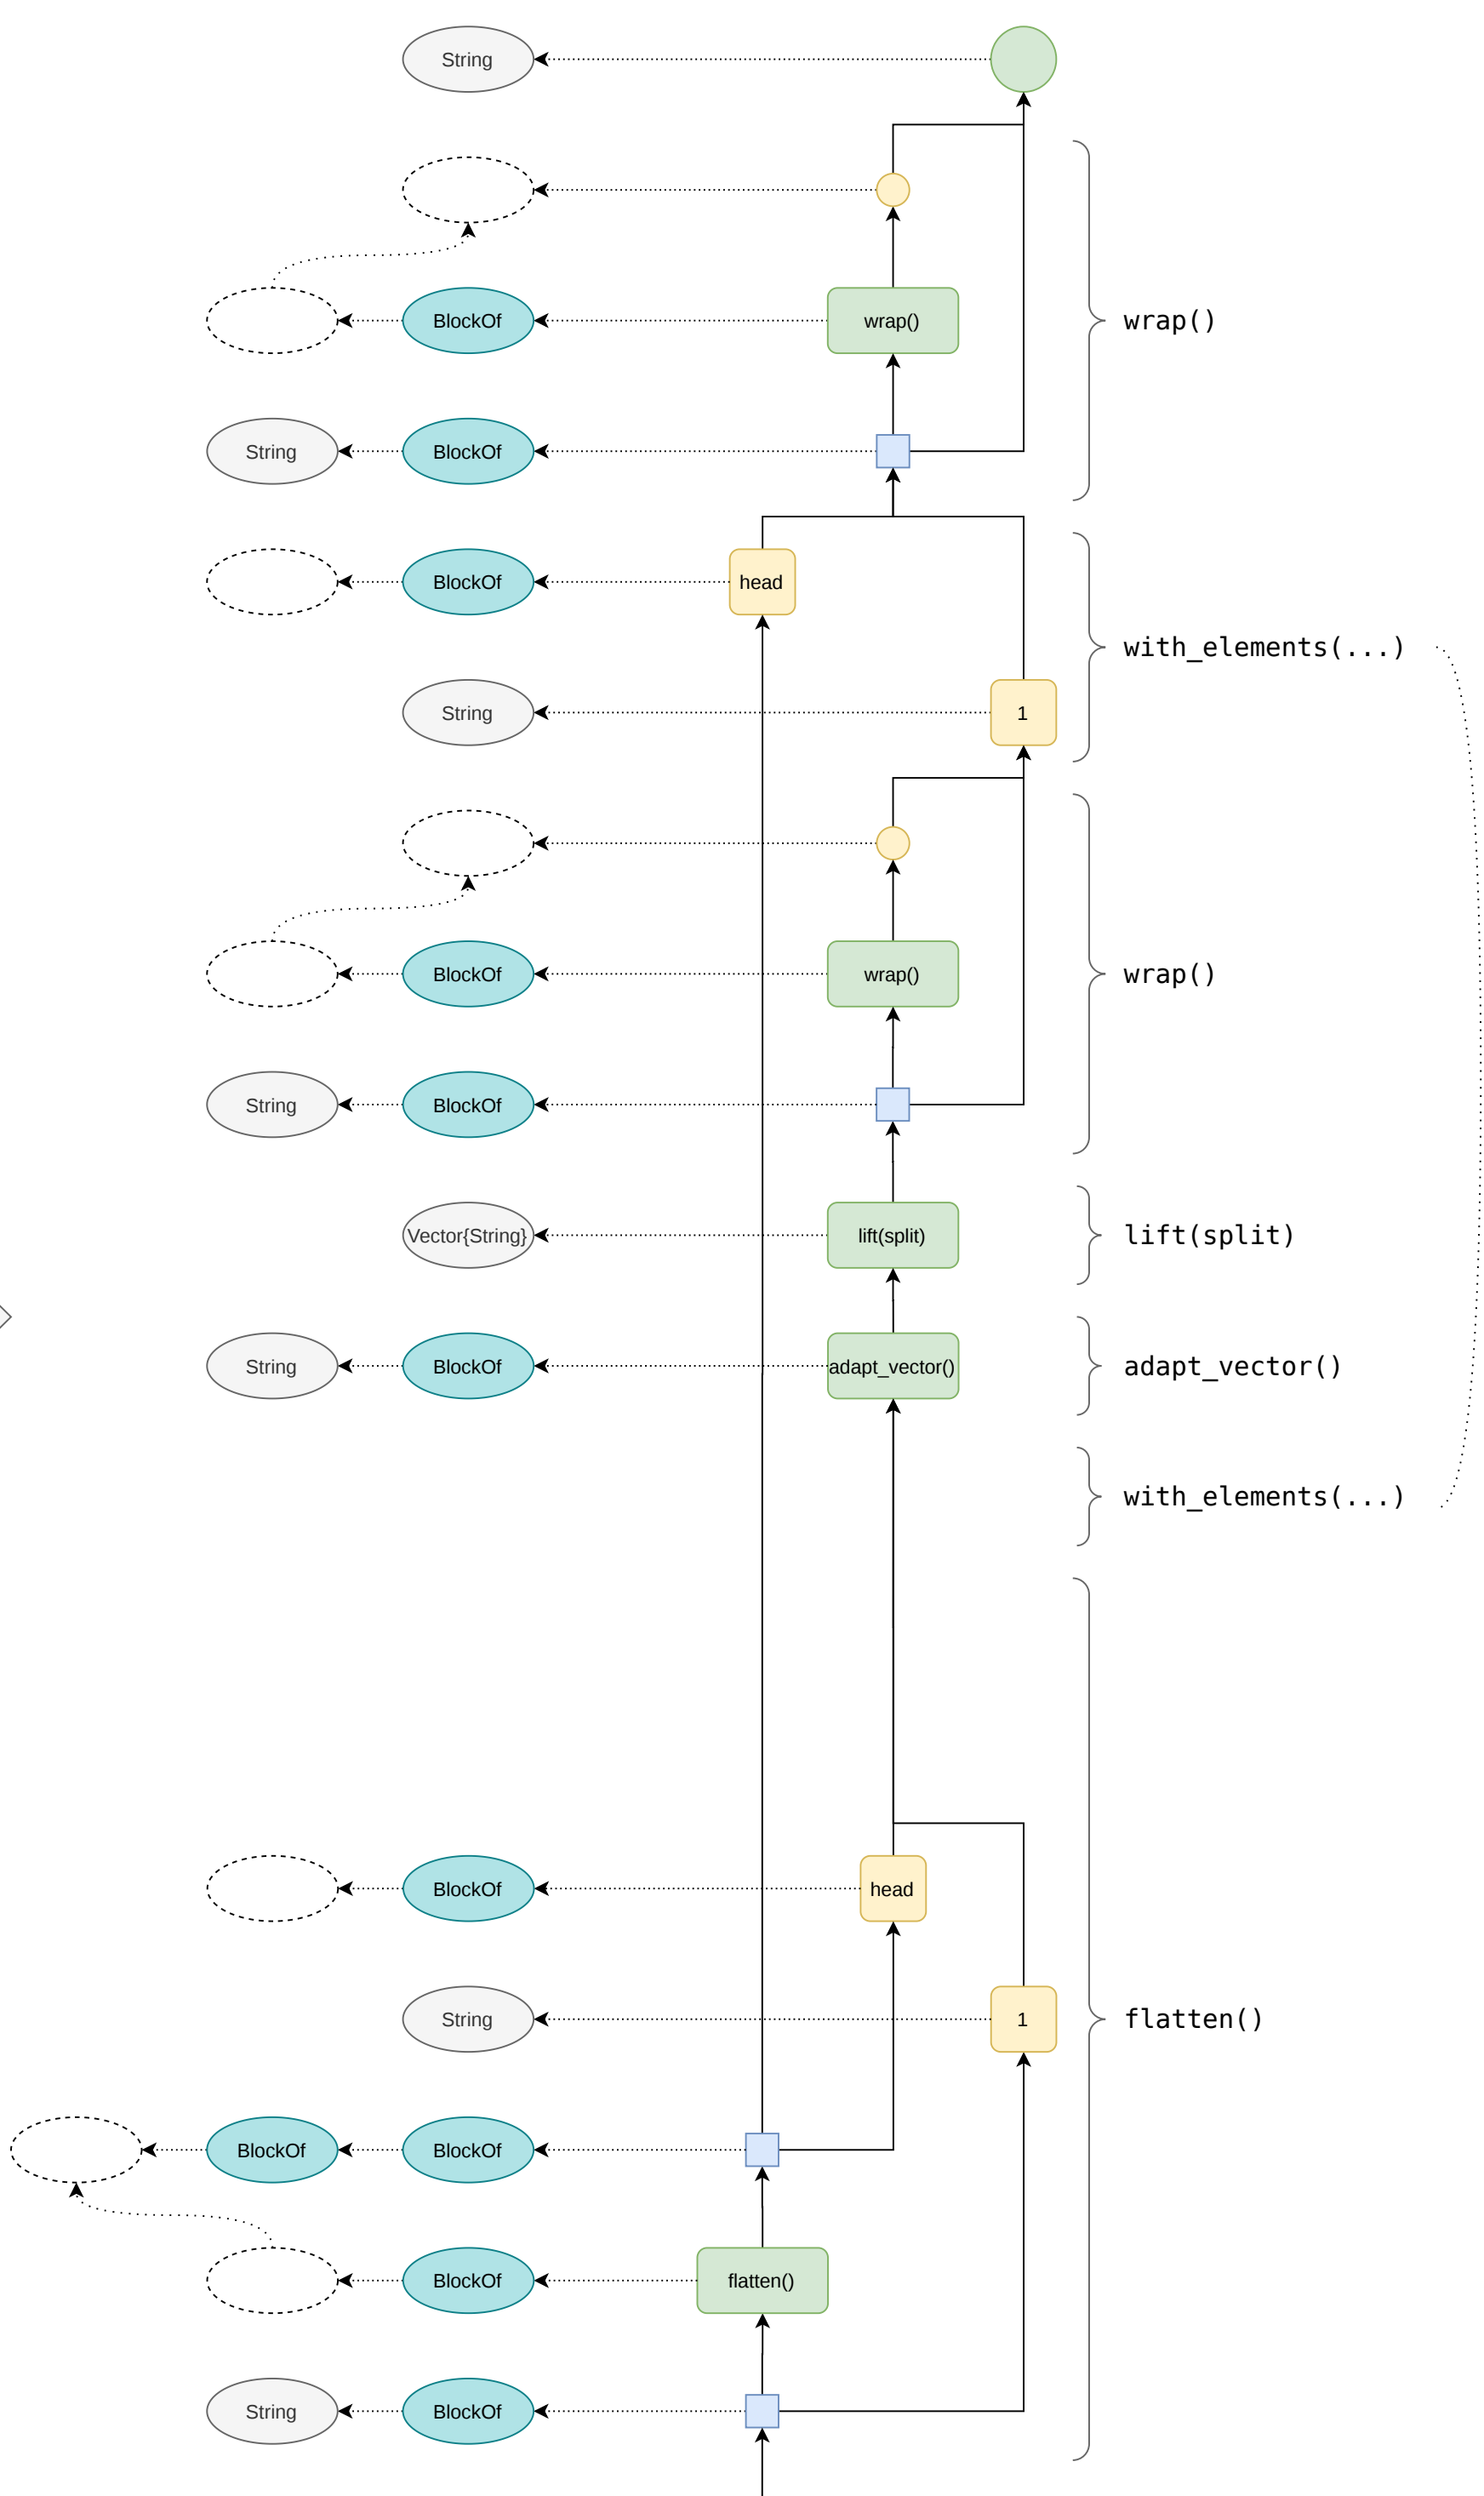 String
BlockOf
wrap()
wrap()
String
BlockOf
BlockOf
head
with_elements(...)
String
1
BlockOf
wrap()
wrap()
String
BlockOf
Vector{String}
lift(split)
lift(split)
String
BlockOf
adapt_vector()
adapt_vector()
with_elements(...)
BlockOf
head
String
1
flatten()
BlockOf
BlockOf
BlockOf
flatten()
String
BlockOf